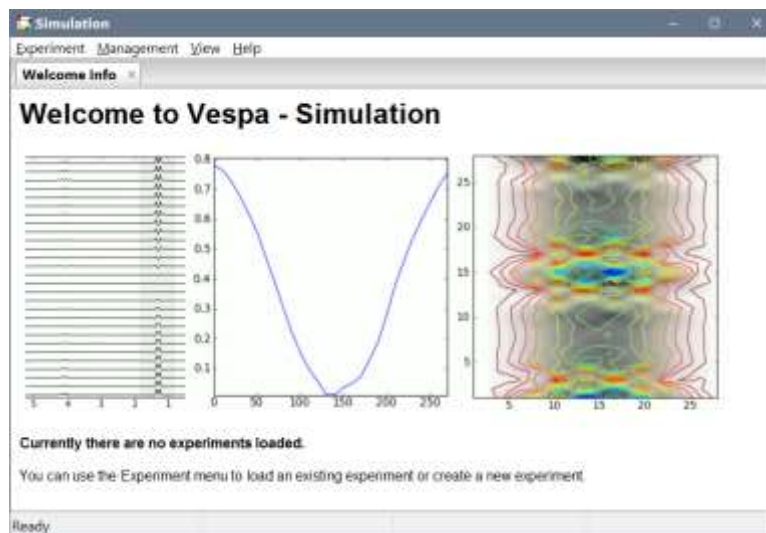 Simulation
Experiment Management View Help
Welcome Info ×
Welcome to Vespa - Simulation
0.8
0.7
0.6
0.5
0.4
0.3
0.2
0.1
5 4 3 2 1
0 50 100 150 200 250
25
20
15
10
5
5 10 15 20 25
Currently there are no experiments loaded.
You can use the Experiment menu to load an existing experiment or create a new experiment.
Ready